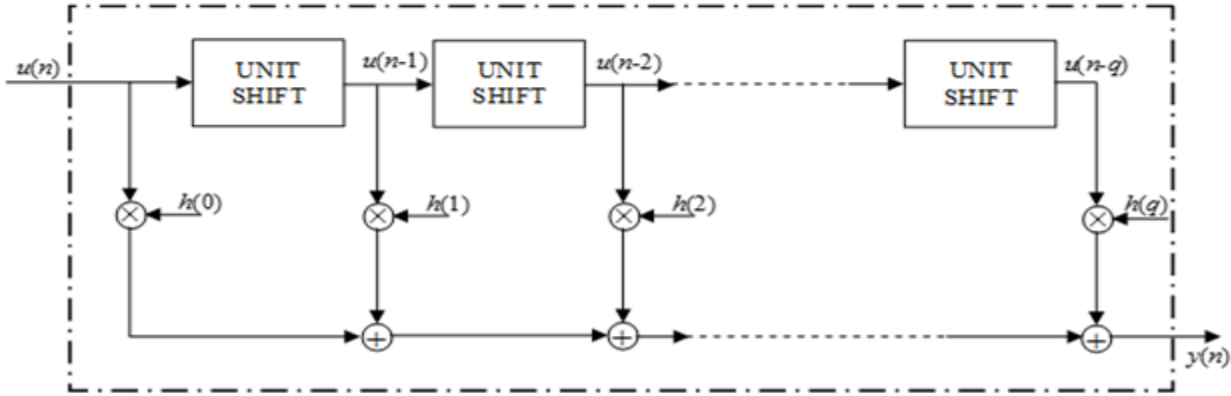 u(n)
UNIT
SHIFT
u(n-1)
UNIT
SHIFT
u(n-2)
UNIT
SHIFT
u(n-q)
h(0)
h(1)
h(2)
h(q)
y(n)